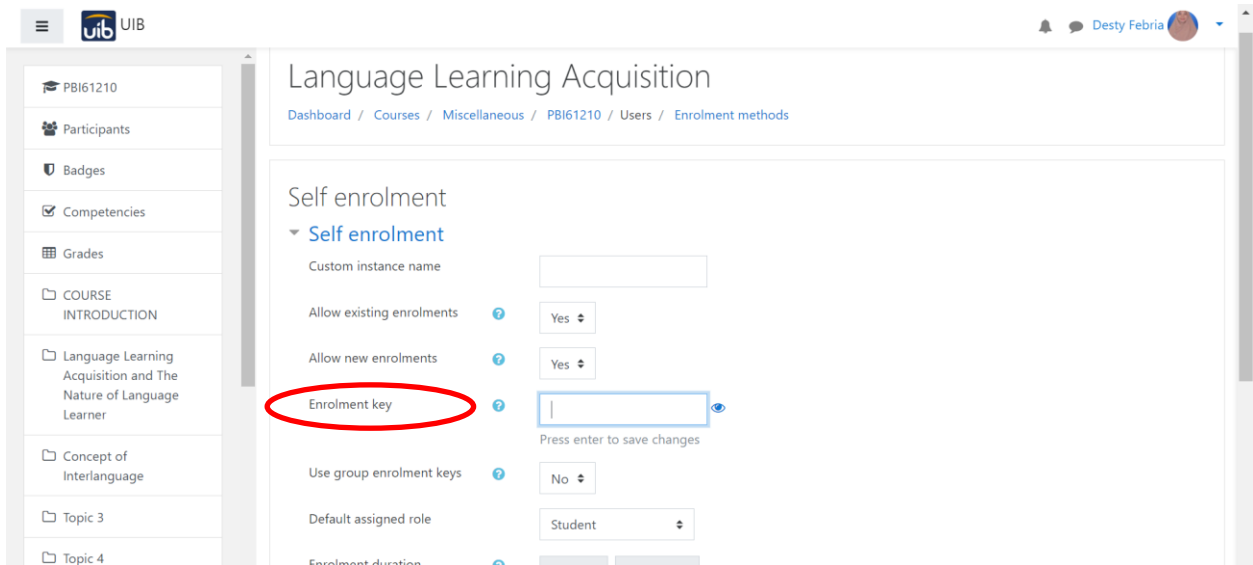 uib UIB
Desty Febria
PBI61210
Participants
Badges
Competencies
Grades
COURSE
INTRODUCTION
Language Learning
Acquisition and The
Nature of Language
Learner
Concept of
Interlanguage
Topic 3
Topic 4
Language Learning Acquisition
Dashboard / Courses / Miscellaneous / PBI61210 / Users / Enrolment methods
Self enrolment
Self enrolment
Custom instance name
Allow existing enrolments ? Yes
Allow new enrolments ? Yes
Enrolment key ?
Press enter to save changes
Use group enrolment keys ? No
Default assigned role Student
Enrolment duration ?